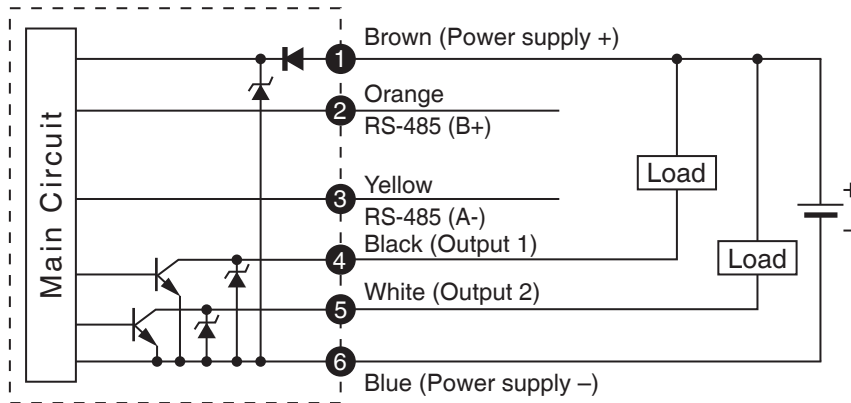 Main Circuit
1
Brown (Power supply +)
2
Orange
RS-485 (B+)
3
Yellow
RS-485 (A-)
4
Black (Output 1)
5
White (Output 2)
6
Blue (Power supply –)
Load
Load
+
–